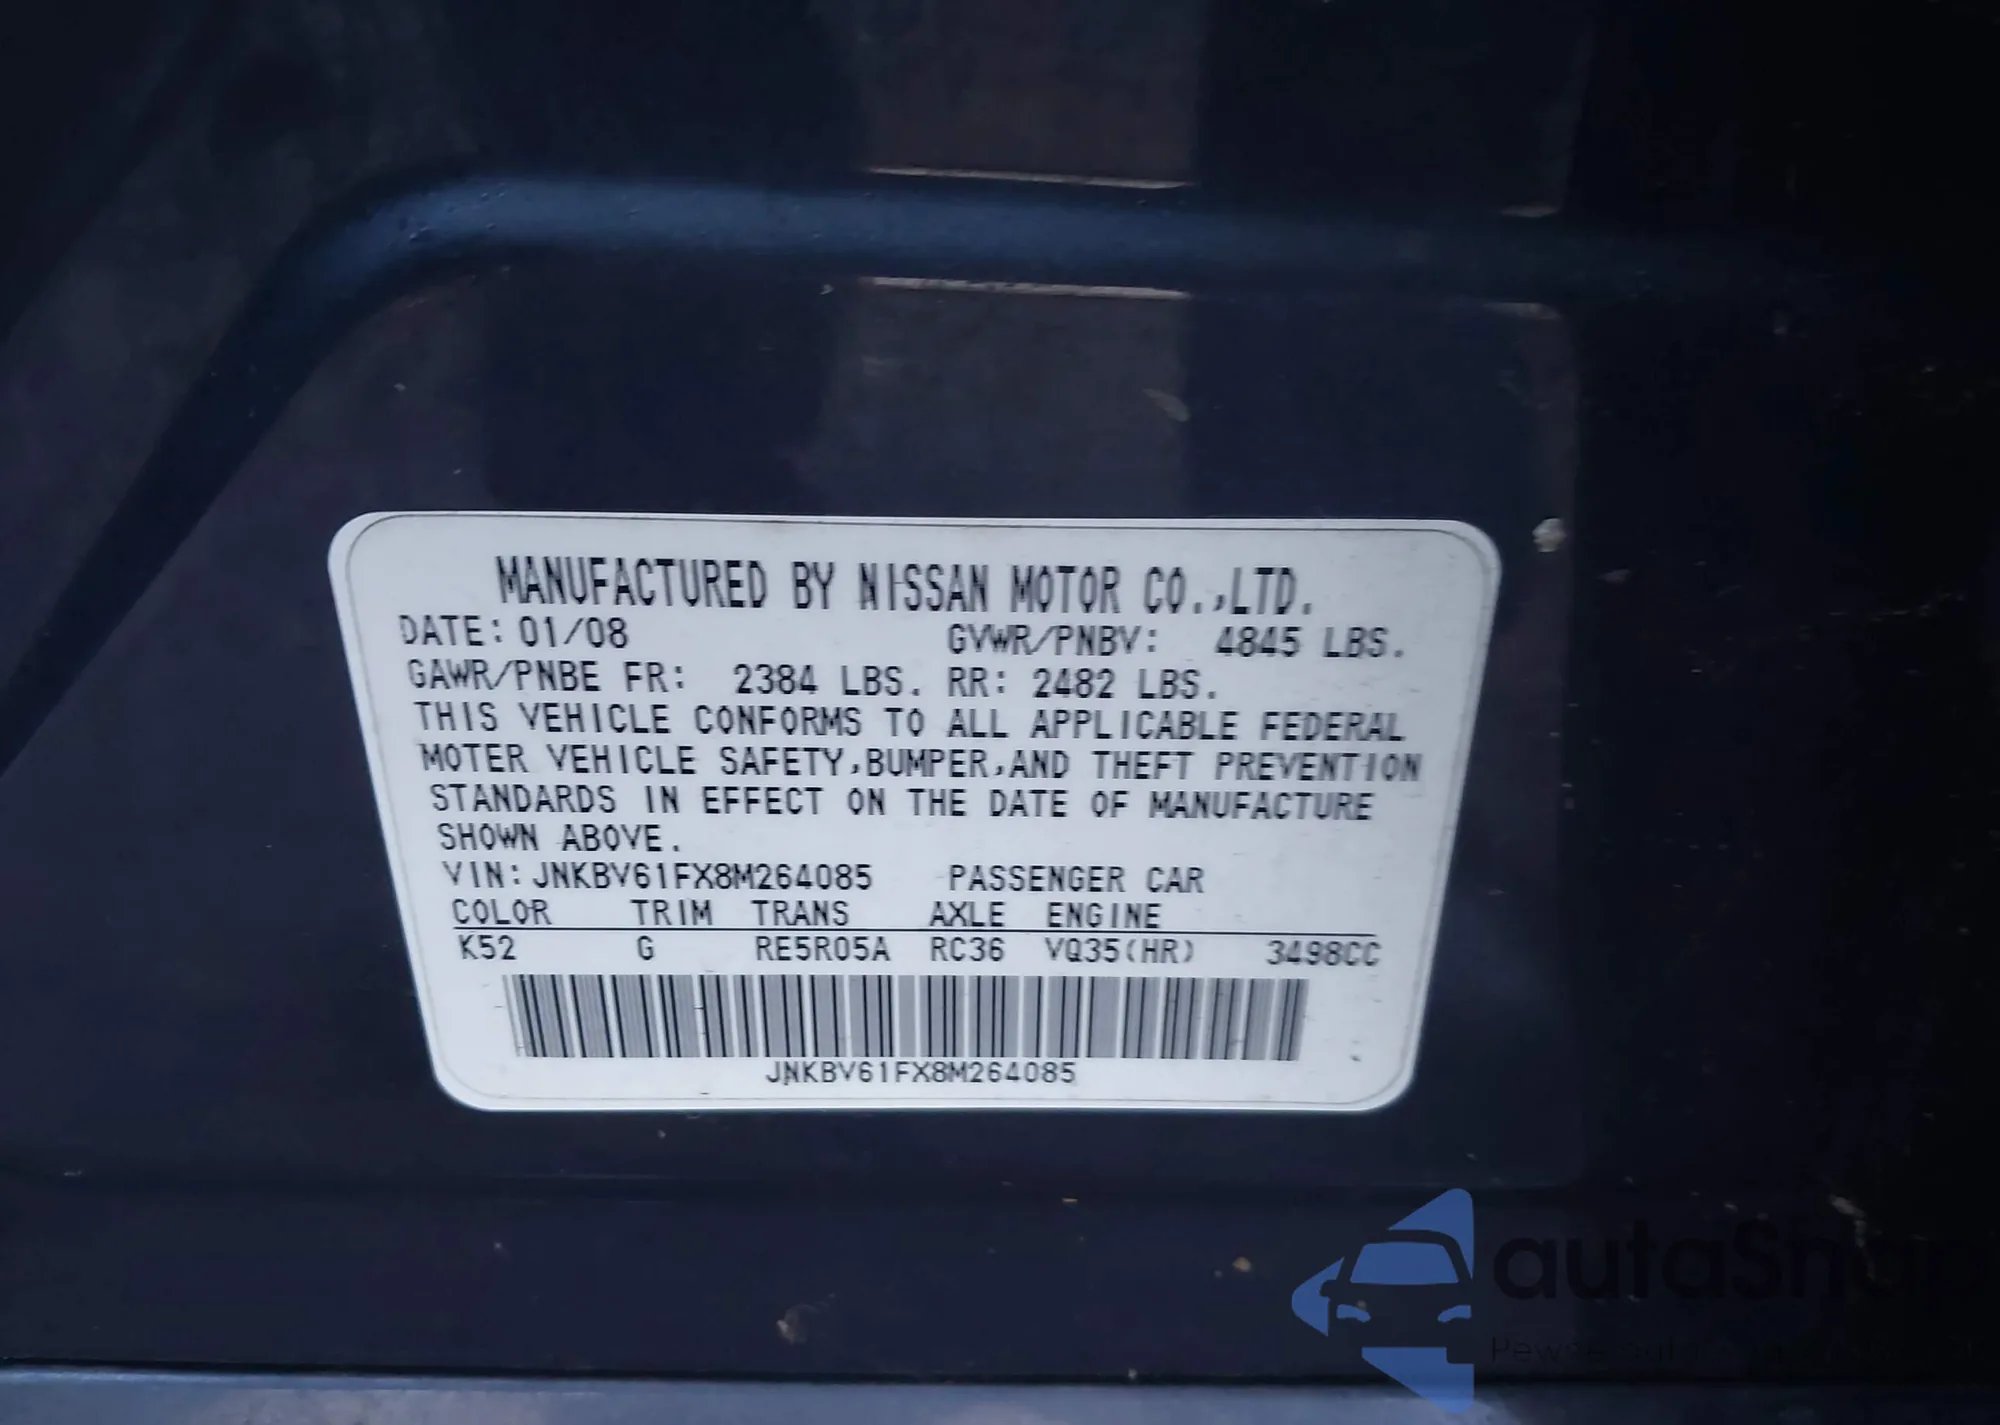 MANUFACTURED BY NISSAN MOTOR CO.,LTD.
DATE: 01/08 GVWR/PNBV: 4845 LBS.
GAWR/PNBE FR: 2384 LBS. RR: 2482 LBS.
THIS VEHICLE CONFORMS TO ALL APPLICABLE FEDERAL
MOTER VEHICLE SAFETY,BUMPER,AND THEFT PREVENTION
STANDARDS IN EFFECT ON THE DATE OF MANUFACTURE
SHOWN ABOVE.
VIN: JNKBV61FX8M264085 PASSENGER CAR
COLOR TRIM TRANS AXLE ENGINE
K52 G RE5R05A RC36 VQ35(HR) 3498CC
JNKBV61FX8M264085
autaSnap